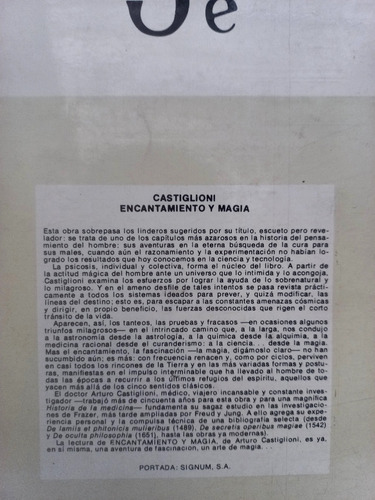 e
CASTIGLIONI
ENCANTAMIENTO Y MAGIA
Esta obra sobrepasa los linderos sugeridos por su título, escueto pero reve-
lador: se trata de uno de los capítulos más azarosos en la historia del pensa-
miento del hombre: sus aventuras en la eterna búsqueda de la cura para
sus males, cuando aún el razonamiento y la experimentación no habían lo-
grado los resultados que hoy conocemos en la ciencia y tecnología.
La psicosis, individual y colectiva, forma el núcleo del libro. A partir de
la actitud mágica del hombre ante un universo que lo intimida y lo acongoja,
Castiglioni examina los esfuerzos por lograr la ayuda de lo sobrenatural y
lo milagroso. Y en el ameno desfile de tales intentos se pasa revista prácti-
camente a todos los sistemas ideados para prever, y quizá modificar, las
líneas del destino; esto es, para escapar a las constantes amenazas cósmicas
y dirigir, en propio beneficio, las fuerzas desconocidas que rigen el corto
tránsito de la vida.
Aparecen, así, los tanteos, las pruebas y fracasos —en ocasiones algunos
triunfos milagrosos— en el intrincado camino que, a la larga, nos condujo
a la astronomía desde la astrología, a la química desde la alquimia, a la
medicina racional desde el curanderismo: a la ciencia. . . desde la magia.
Mas el encantamiento, la fascinación —la magia, digámoslo claro— no han
sucumbido aún; es más: con frecuencia renacen y, como por ciclos, perviven
en casi todos los rincones de la Tierra y en las más variadas formas y postu-
ras, manifiestas en el impulso interminable que ha llevado al hombre de to-
das las épocas a recurrir a los últimos refugios del espíritu, aquellos que
yacen más allá de los cinco sentidos clásicos.
El doctor Arturo Castiglioni, médico, viajero incansable y constante inves-
tigador —trabajó más de cincuenta años para esta obra y para una magnífica
Historia de la medicina— fundamenta su sagaz estudio en las investigacio-
nes de Frazer, más tarde ampliadas por Freud y Jung. A ello agrega su expe-
riencia personal y la compulsa técnica de una bibliografía selecta (desde
De lamiis et phitonicis mulieribus (1489), De secretis operibus magiae (1542)
y De occulta philosophia (1651), hasta las obras ya modernas).
La lectura de ENCANTAMIENTO Y MAGIA, de Arturo Castiglioni, es ya,
en sí misma, una aventura de fascinación, un arte de magia. . .
PORTADA: SIGNUM, S.A.